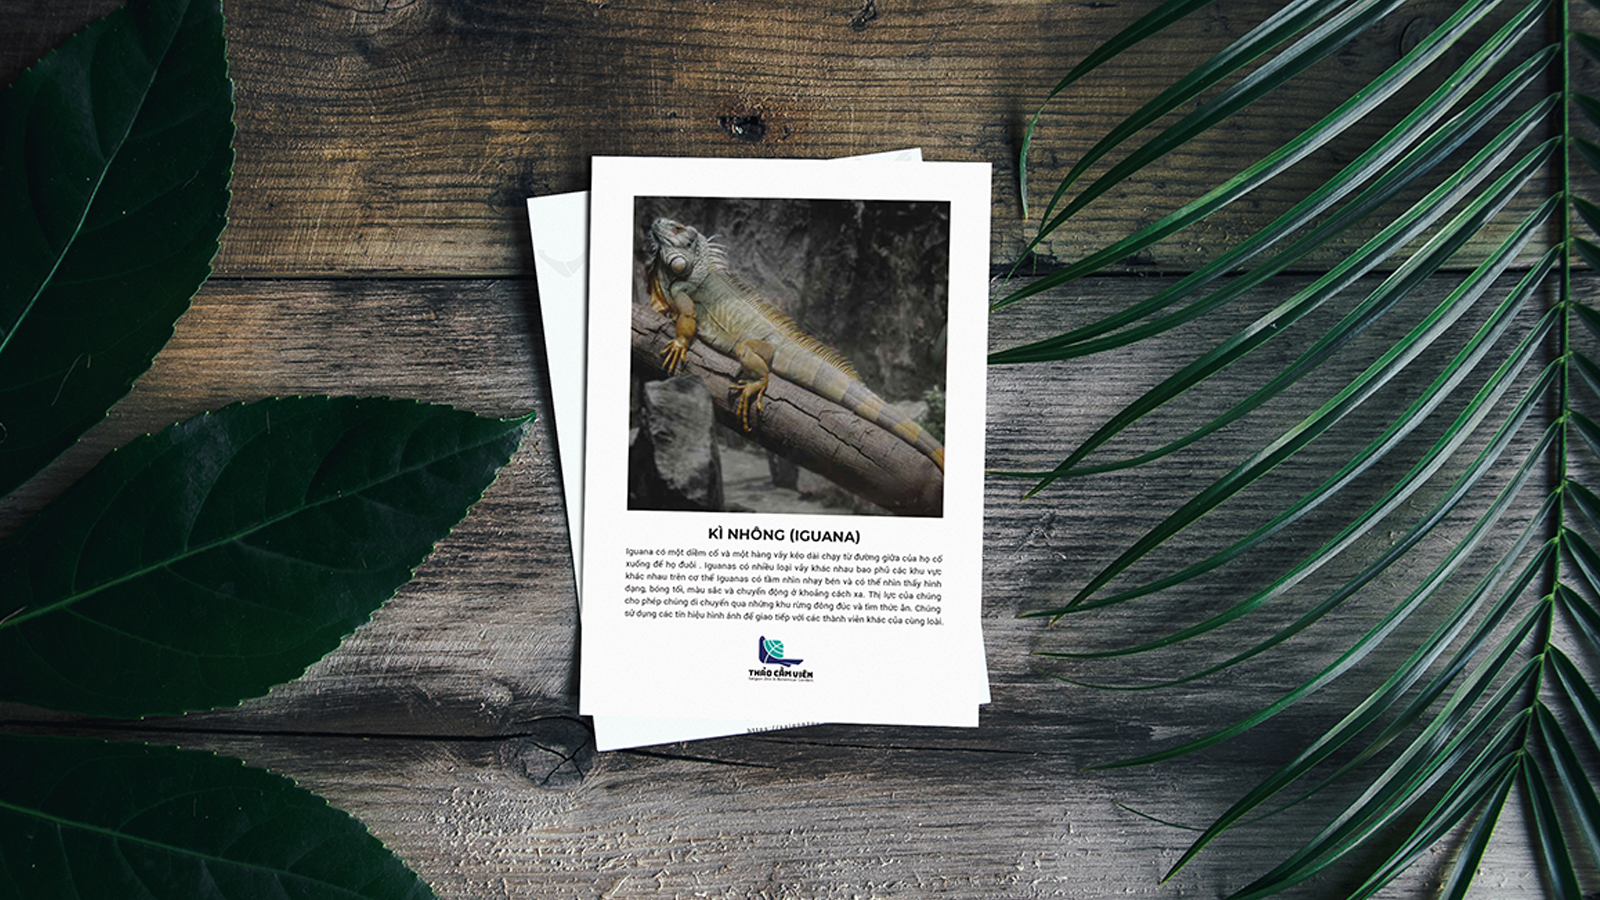 KÌ NHÔNG (IGUANA)
Iguana có một diềm cổ và một hàng vảy kéo dài chạy từ đường giữa của họ cổ
xuống để họ đuôi . Iguanas có nhiều loại vảy khác nhau bao phủ các khu vực
khác nhau trên cơ thể Iguanas có tầm nhìn nhạy bén và có thể nhìn thấy hình
dạng, bóng tối, màu sắc và chuyển động ở khoảng cách xa. Thị lực của chúng
cho phép chúng di chuyển qua những khu rừng đông đúc và tìm thức ăn. Chúng
sử dụng các tín hiệu hình ảnh để giao tiếp với các thành viên khác của cùng loài.
THẢO CẦM VIÊN
Saigon Zoo & Botanical Gardens